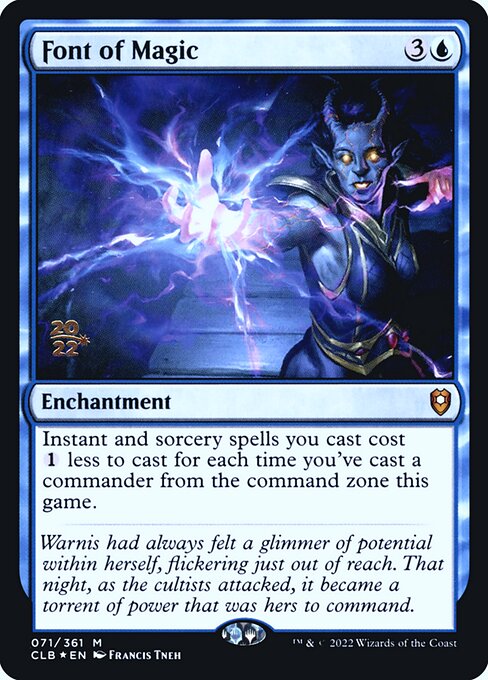 Font of Magic 3
20
22
Enchantment
Instant and sorcery spells you cast cost
1 less to cast for each time you've cast a
commander from the command zone this
game.
Warnis had always felt a glimmer of potential
within herself, flickering just out of reach. That
night, as the cultists attacked, it became a
torrent of power that was hers to command.
071/361 M
CLB ★ EN Francis Tneh
™ & © 2022 Wizards of the Coast